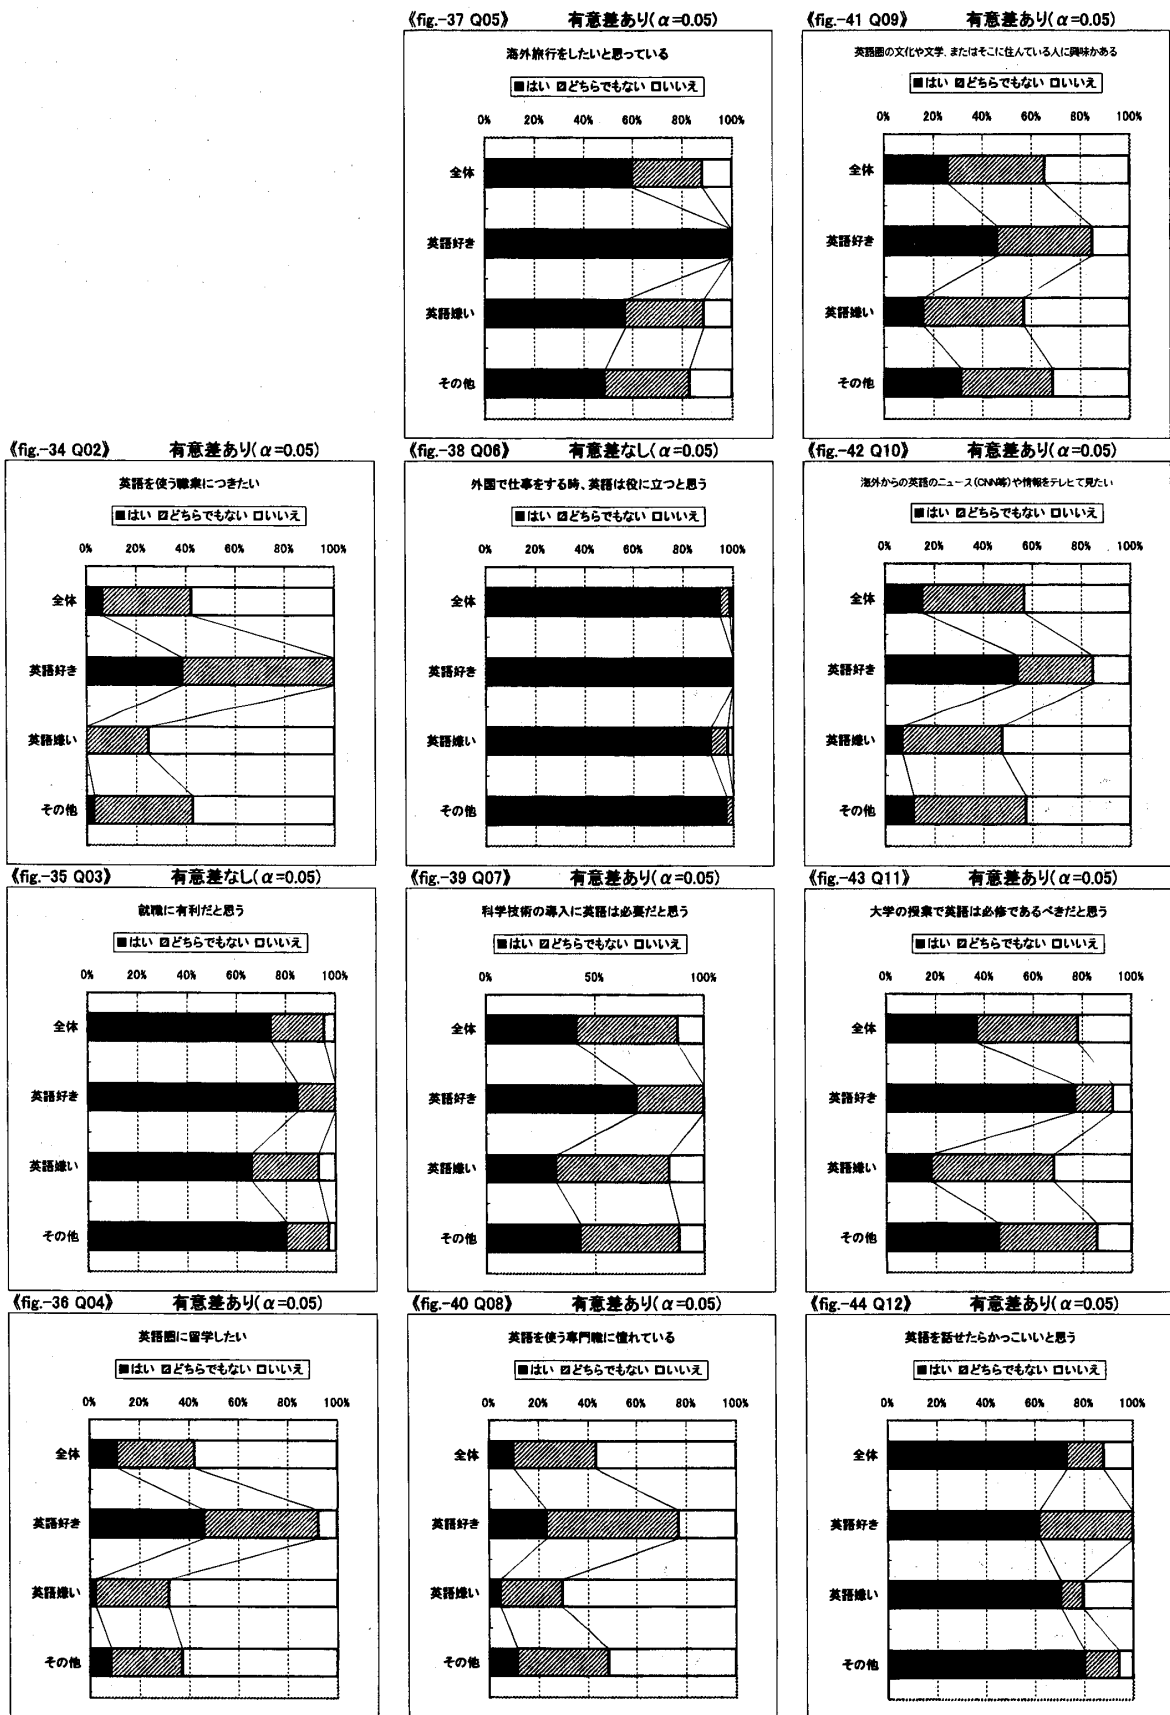 《fig.-37 Q05》 有意差あり(α=0.05)
海外旅行をしたいと思っている
■はい ▨どちらでもない □いいえ
0% 20% 40% 60% 80% 100%
全体
英語好き
英語嫌い
その他
《fig.-41 Q09》 有意差あり(α=0.05)
英語圏の文化や文学、またはそこに住んでいる人に興味がある
■はい ▨どちらでもない □いいえ
0% 20% 40% 60% 80% 100%
全体
英語好き
英語嫌い
その他
《fig.-34 Q02》 有意差あり(α=0.05)
英語を使う職業につきたい
■はい ▨どちらでもない □いいえ
0% 20% 40% 60% 80% 100%
全体
英語好き
英語嫌い
その他
《fig.-38 Q06》 有意差なし(α=0.05)
外国で仕事をする時、英語は役に立つと思う
■はい ▨どちらでもない □いいえ
0% 20% 40% 60% 80% 100%
全体
英語好き
英語嫌い
その他
《fig.-42 Q10》 有意差あり(α=0.05)
海外からの英語のニュース(CNN等)や情報をテレビで見たい
■はい ▨どちらでもない □いいえ
0% 20% 40% 60% 80% 100%
全体
英語好き
英語嫌い
その他
《fig.-35 Q03》 有意差なし(α=0.05)
就職に有利だと思う
■はい ▨どちらでもない □いいえ
0% 20% 40% 60% 80% 100%
全体
英語好き
英語嫌い
その他
《fig.-39 Q07》 有意差あり(α=0.05)
科学技術の導入に英語は必要だと思う
■はい ▨どちらでもない □いいえ
0% 50% 100%
全体
英語好き
英語嫌い
その他
《fig.-43 Q11》 有意差あり(α=0.05)
大学の授業で英語は必修であるべきだと思う
■はい ▨どちらでもない □いいえ
0% 20% 40% 60% 80% 100%
全体
英語好き
英語嫌い
その他
《fig.-36 Q04》 有意差あり(α=0.05)
英語圏に留学したい
■はい ▨どちらでもない □いいえ
0% 20% 40% 60% 80% 100%
全体
英語好き
英語嫌い
その他
《fig.-40 Q08》 有意差あり(α=0.05)
英語を使う専門職に憧れている
■はい ▨どちらでもない □いいえ
0% 20% 40% 60% 80% 100%
全体
英語好き
英語嫌い
その他
《fig.-44 Q12》 有意差あり(α=0.05)
英語を話せたらかっこいいと思う
■はい ▨どちらでもない □いいえ
0% 20% 40% 60% 80% 100%
全体
英語好き
英語嫌い
その他